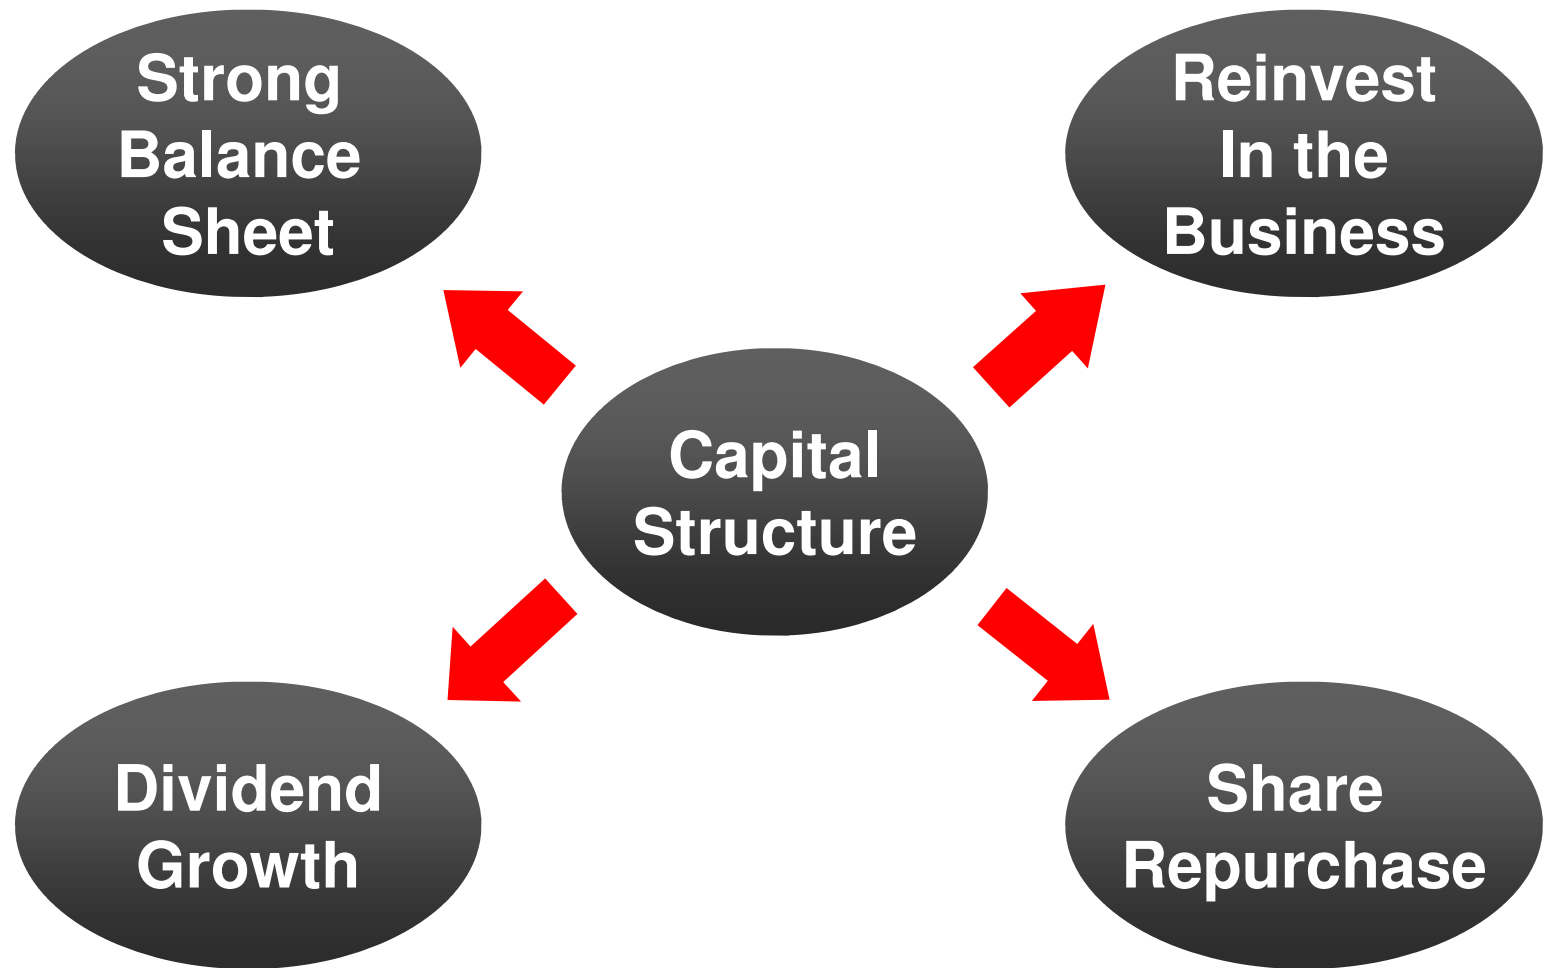 Strong
Balance
Sheet
Reinvest
In the
Business
Capital
Structure
Dividend
Growth
Share
Repurchase